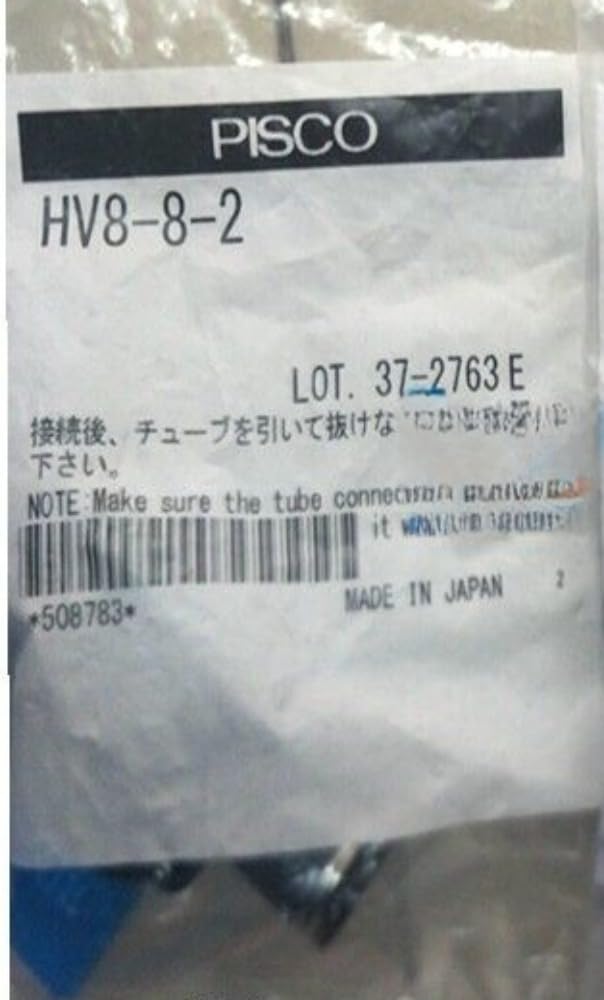 PISCO
HV8-8-2
LOT. 37-2763 E
接続後、チューブを引いて抜けな
下さい。
NOTE:Make sure the tube
it
*508783*
MADE IN JAPAN 2